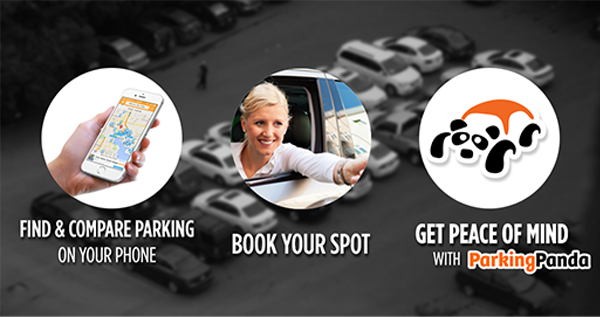 FIND & COMPARE PARKING
ON YOUR PHONE
BOOK YOUR SPOT
GET PEACE OF MIND
WITH ParkingPanda